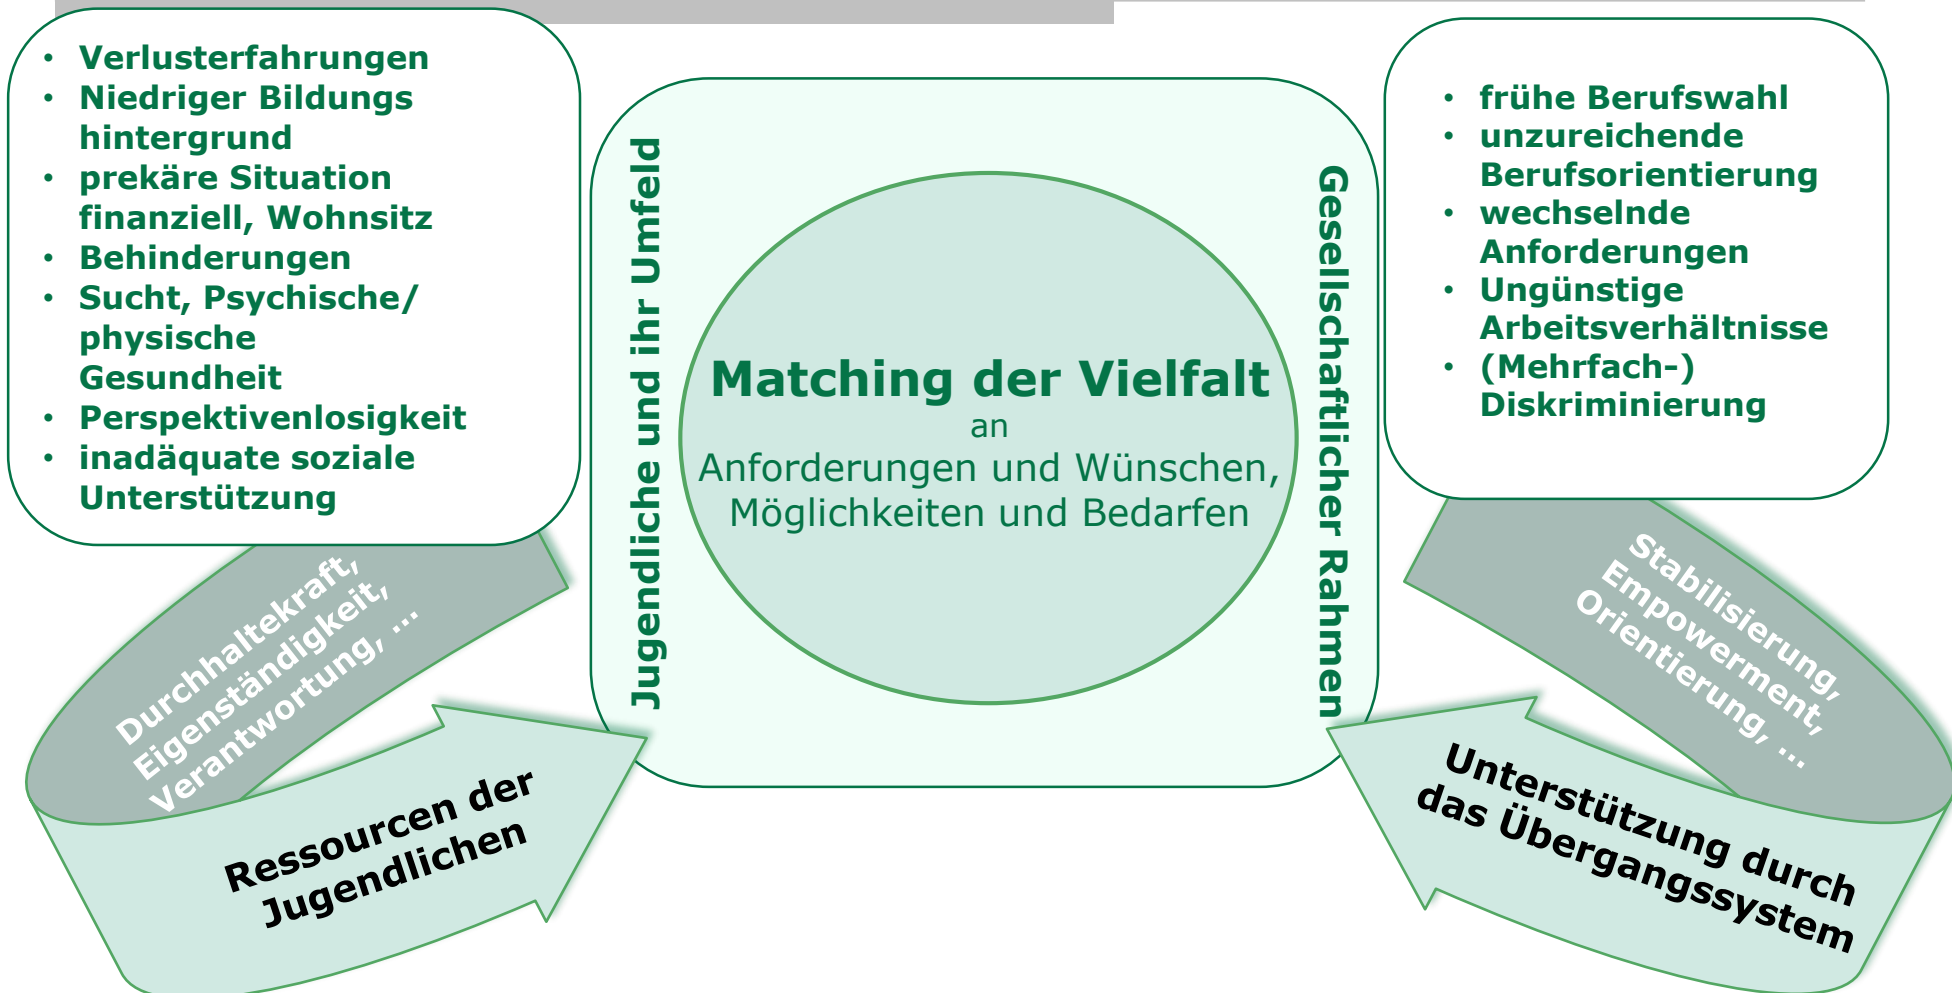 • Verlusterfahrungen
• Niedriger Bildungs
hintergrund
• prekäre Situation
finanziell, Wohnsitz
• Behinderungen
• Sucht, Psychische/
physische
Gesundheit
• Perspektivenlosigkeit
• inadäquate soziale
Unterstützung
Jugendliche und ihr Umfeld
Matching der Vielfalt
an
Anforderungen und Wünschen,
Möglichkeiten und Bedarfen
Gesellschaftlicher Rahmen
• frühe Berufswahl
• unzureichende
Berufsorientierung
• wechselnde
Anforderungen
• Ungünstige
Arbeitsverhältnisse
• (Mehrfach-)
Diskriminierung
Durchhaltekraft,
Eigenständigkeit,
Verantwortung, ...
Ressourcen der
Jugendlichen
Stabilisierung,
Empowerment,
Orientierung, ...
Unterstützung durch
das Übergangssystem